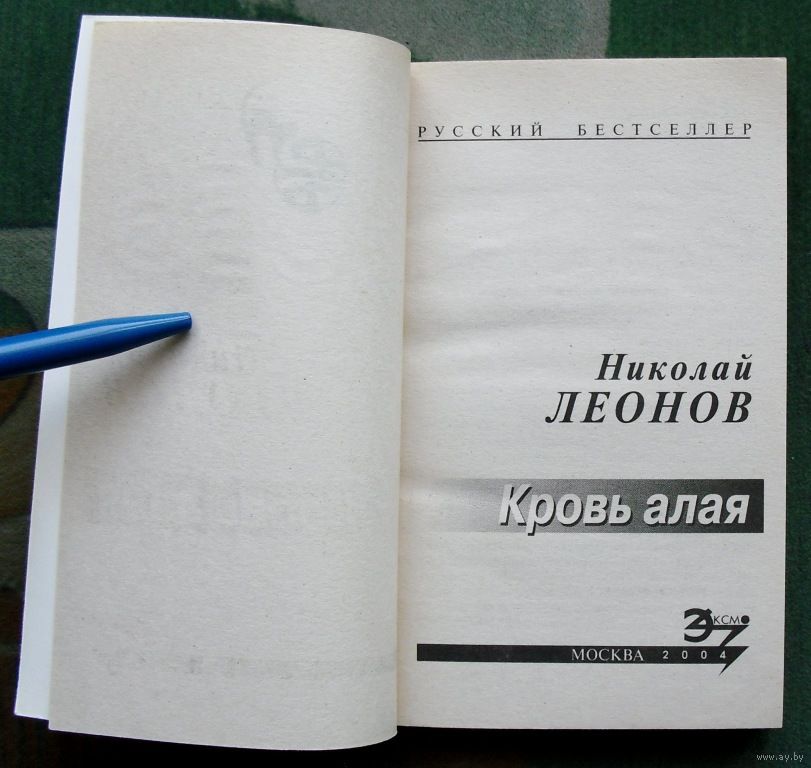 РУССКИЙ БЕСТСЕЛЛЕР
Николай
ЛЕОНОВ
Кровь алая
ЭКСМО
МОСКВА 2004
www.ay.by